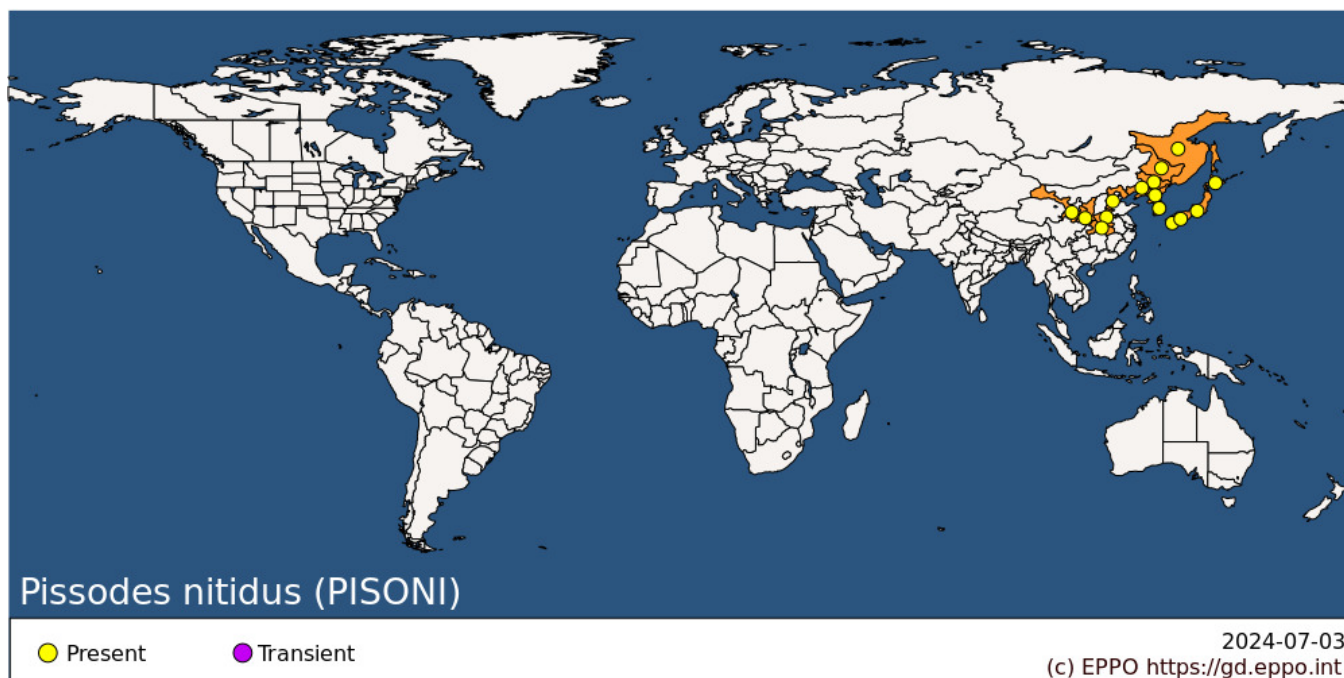 Pissodes nitidus (PISONI)
Present
Transient
2024-07-03
(c) EPPO https://gd.eppo.int